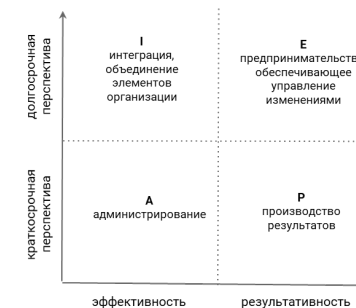 долгосрочная
перспектива
I
интеграция,
объединение
элементов
организации
E
обеспечивающее
управление
изменениями
краткосрочная
перспектива
A
администрирование
P
производство
результатов
эффективность
результативность